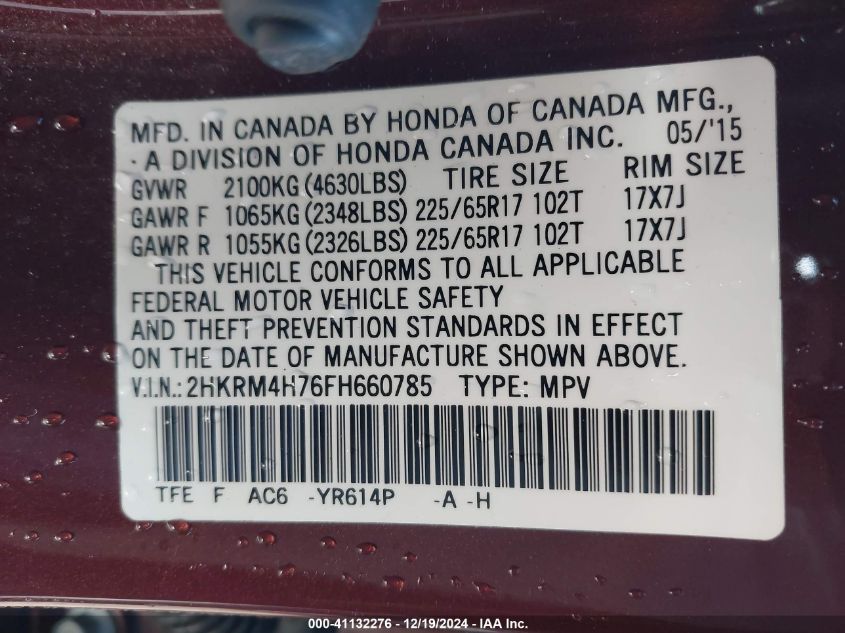 MFD. IN CANADA BY HONDA OF CANADA MFG.,
- A DIVISION OF HONDA CANADA INC. 05/'15
GVWR 2100KG (4630LBS) TIRE SIZE RIM SIZE
GAWR F 1065KG (2348LBS) 225/65R17 102T 17X7J
GAWR R 1055KG (2326LBS) 225/65R17 102T 17X7J
THIS VEHICLE CONFORMS TO ALL APPLICABLE
FEDERAL MOTOR VEHICLE SAFETY
AND THEFT PREVENTION STANDARDS IN EFFECT
ON THE DATE OF MANUFACTURE SHOWN ABOVE.
V.I.N.: 2HKRM4H76FH660785 TYPE: MPV
TFE F AC6 -YR614P -A -H
000-41132276 - 12/19/2024 - IAA Inc.